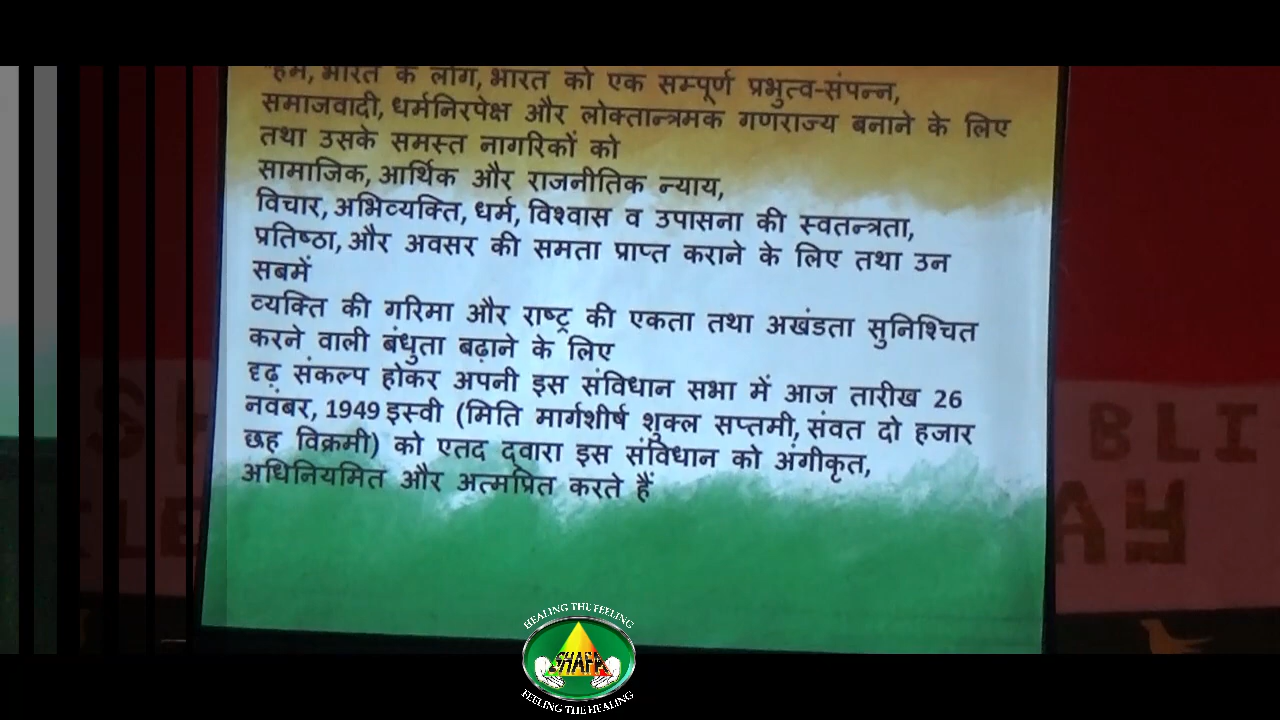 "हम, भारत के लोग, भारत को एक सम्पूर्ण प्रभुत्व-संपन्न,
समाजवादी, धर्मनिरपेक्ष और लोक्तान्त्रमक गणराज्य बनाने के लिए
तथा उसके समस्त नागरिकों को
सामाजिक, आर्थिक और राजनीतिक न्याय,
विचार, अभिव्यक्ति, धर्म, विश्वास व उपासना की स्वतन्त्रता,
प्रतिष्ठा, और अवसर की समता प्राप्त कराने के लिए तथा उन
सबमें
व्यक्ति की गरिमा और राष्ट्र की एकता तथा अखंडता सुनिश्चित
करने वाली बंधुता बढ़ाने के लिए
दृढ़ संकल्प होकर अपनी इस संविधान सभा में आज तारीख 26
नवंबर, 1949 इस्वी (मिति मार्गशीर्ष शुक्ल सप्तमी, संवत दो हजार
छह विक्रमी) को एतद द्वारा इस संविधान को अंगीकृत,
अधिनियमित और अत्मप्रित करते हैं
BLI
AY
HEALING THE FEELING
SHAFA
FEELING THE HEALING